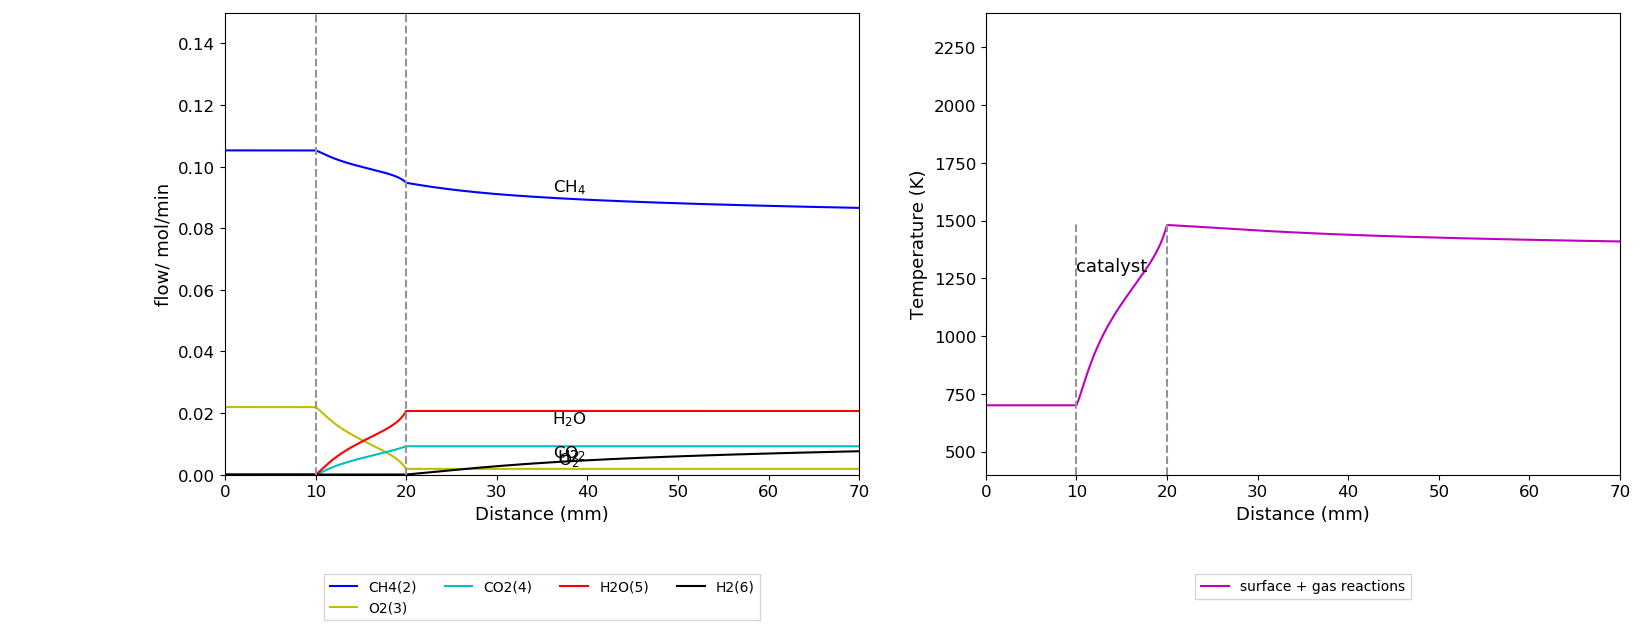 0.14
0.12
0.10
0.08
0.06
0.04
0.02
0.00
flow/ mol/min
CH4
H2O
CO2
H2
O2
0 10 20 30 40 50 60 70
Distance (mm)
CH4(2) CO2(4) H2O(5) H2(6)
O2(3)
2250
2000
1750
1500
1250
1000
750
500
Temperature (K)
catalyst
0 10 20 30 40 50 60 70
Distance (mm)
surface + gas reactions